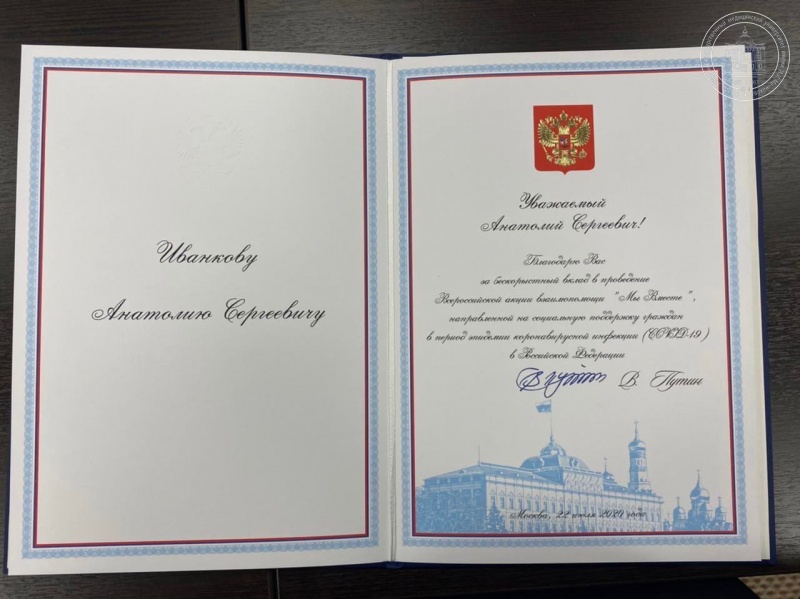 Иванкову
Анатолию Сергеевичу
Уважаемый
Анатолий Сергеевич!
Благодарю Вас
за бескорыстный вклад в проведение
Всероссийской акции взаимопомощи "Мы Вместе",
направленной на социальную поддержку граждан
в период эпидемии коронавирусной инфекции (COVID-19)
в Российской Федерации
В. Путин
Москва, 22 июля 2020 года